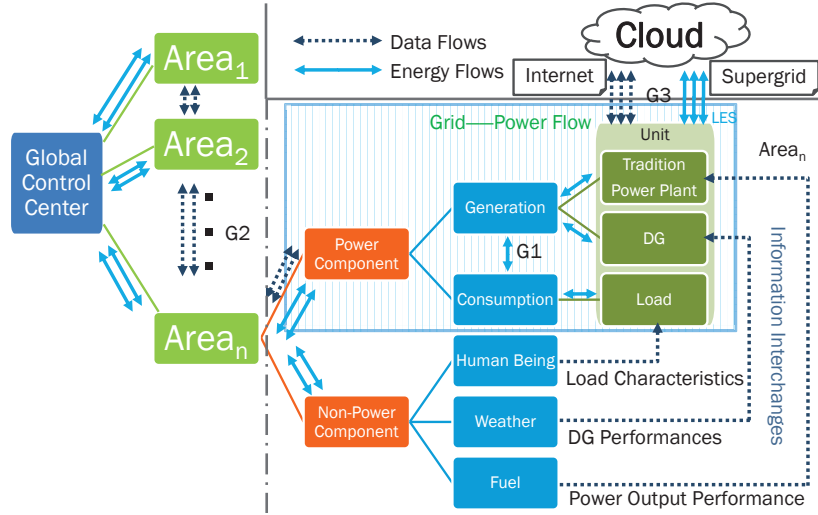 Area1
Area2
Global
Control
Center
G2
Arean
Data Flows
Energy Flows
Cloud
Internet
Supergrid
G3
LES
Grid—Power Flow
Unit
Arean
Tradition
Power Plant
Generation
DG
Power
Component
G1
Consumption
Load
Information Interchanges
Human Being
Load Characteristics
Non-Power
Component
Weather
DG Performances
Fuel
Power Output Performance